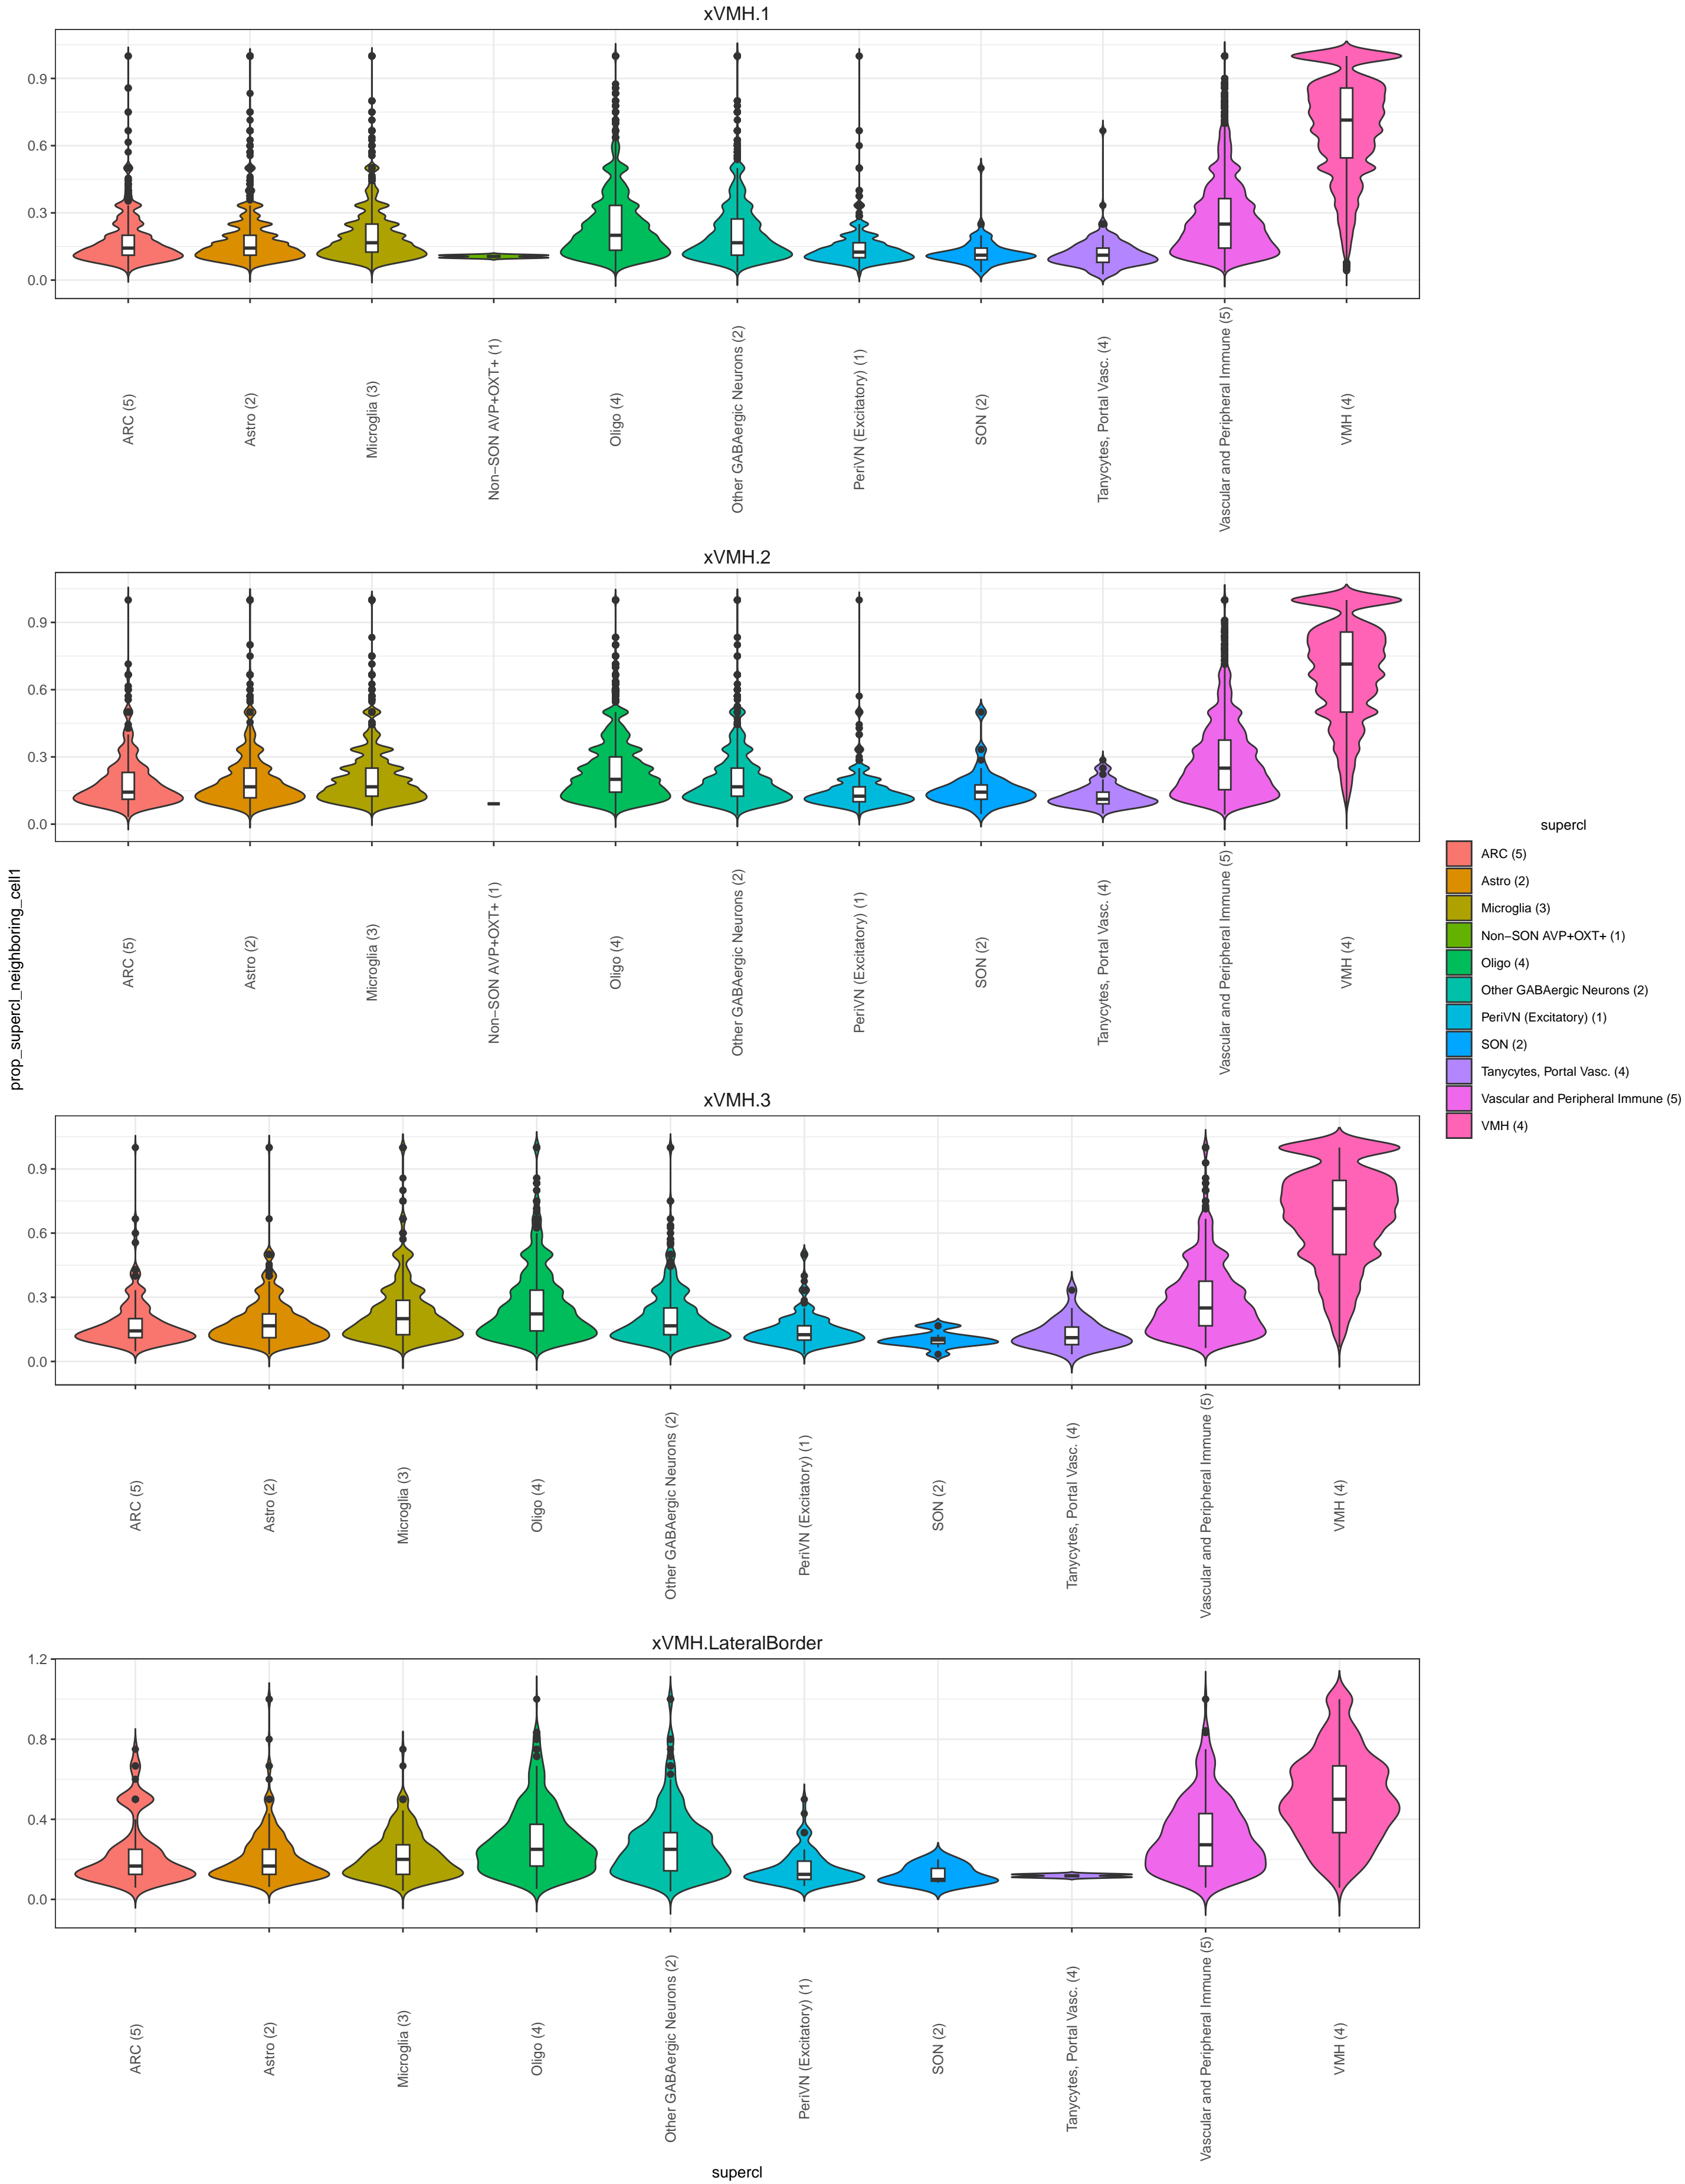 xVMH.1
0.9
0.6
0.3
0.0
ARC (5)
Astro (2)
Microglia (3)
Non−SON AVP+OXT+ (1)
Oligo (4)
Other GABAergic Neurons (2)
PeriVN (Excitatory) (1)
SON (2)
Tanycytes, Portal Vasc. (4)
Vascular and Peripheral Immune (5)
VMH (4)
xVMH.2
0.9
0.6
0.3
0.0
ARC (5)
Astro (2)
Microglia (3)
Non−SON AVP+OXT+ (1)
Oligo (4)
Other GABAergic Neurons (2)
PeriVN (Excitatory) (1)
SON (2)
Tanycytes, Portal Vasc. (4)
Vascular and Peripheral Immune (5)
VMH (4)
prop_supercl_neighboring_cell1
xVMH.3
0.9
0.6
0.3
0.0
ARC (5)
Astro (2)
Microglia (3)
Oligo (4)
Other GABAergic Neurons (2)
PeriVN (Excitatory) (1)
SON (2)
Tanycytes, Portal Vasc. (4)
Vascular and Peripheral Immune (5)
VMH (4)
xVMH.LateralBorder
1.2
0.8
0.4
0.0
ARC (5)
Astro (2)
Microglia (3)
Oligo (4)
Other GABAergic Neurons (2)
PeriVN (Excitatory) (1)
SON (2)
Tanycytes, Portal Vasc. (4)
Vascular and Peripheral Immune (5)
VMH (4)
supercl
supercl
ARC (5)
Astro (2)
Microglia (3)
Non−SON AVP+OXT+ (1)
Oligo (4)
Other GABAergic Neurons (2)
PeriVN (Excitatory) (1)
SON (2)
Tanycytes, Portal Vasc. (4)
Vascular and Peripheral Immune (5)
VMH (4)